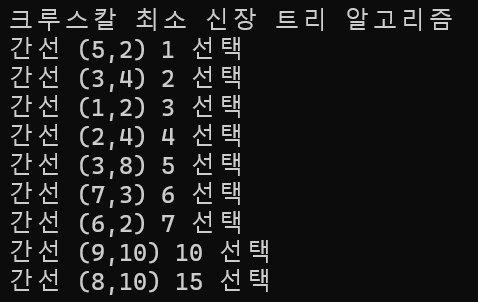 크루스칼 최소 신장 트리 알고리즘
간선 (5,2) 1 선택
간선 (3,4) 2 선택
간선 (1,2) 3 선택
간선 (2,4) 4 선택
간선 (3,8) 5 선택
간선 (7,3) 6 선택
간선 (6,2) 7 선택
간선 (9,10) 10 선택
간선 (8,10) 15 선택